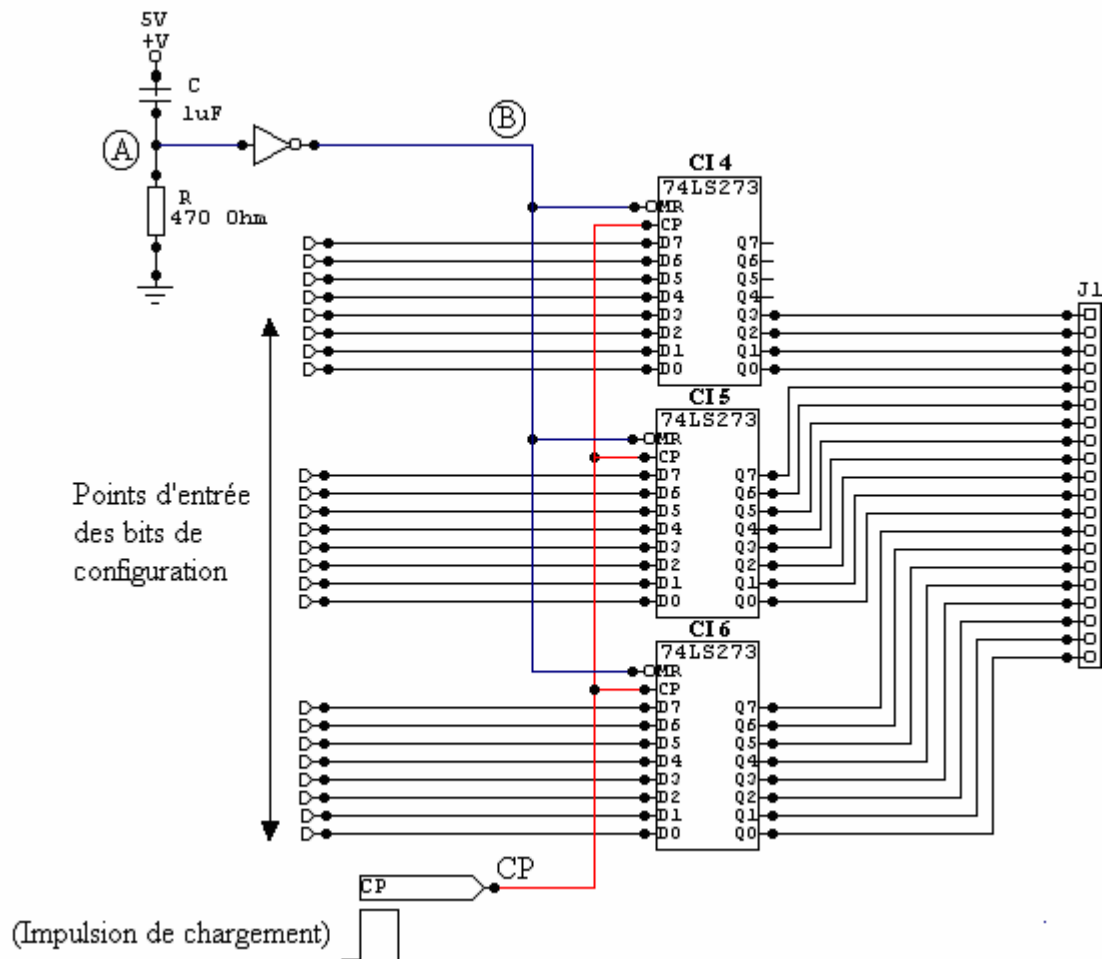 5V
+V
C
1uF
A
B
R
470 Ohm
CI 4
74LS273
MR
CP
D7 Q7
D6 Q6
D5 Q5
D4 Q4
D3 Q3
D2 Q2
D1 Q1
D0 Q0
J1
CI 5
74LS273
MR
CP
D7 Q7
D6 Q6
D5 Q5
D4 Q4
D3 Q3
D2 Q2
D1 Q1
D0 Q0
Points d'entrée
des bits de
configuration
CI 6
74LS273
MR
CP
D7 Q7
D6 Q6
D5 Q5
D4 Q4
D3 Q3
D2 Q2
D1 Q1
D0 Q0
CP
CP
(Impulsion de chargement)